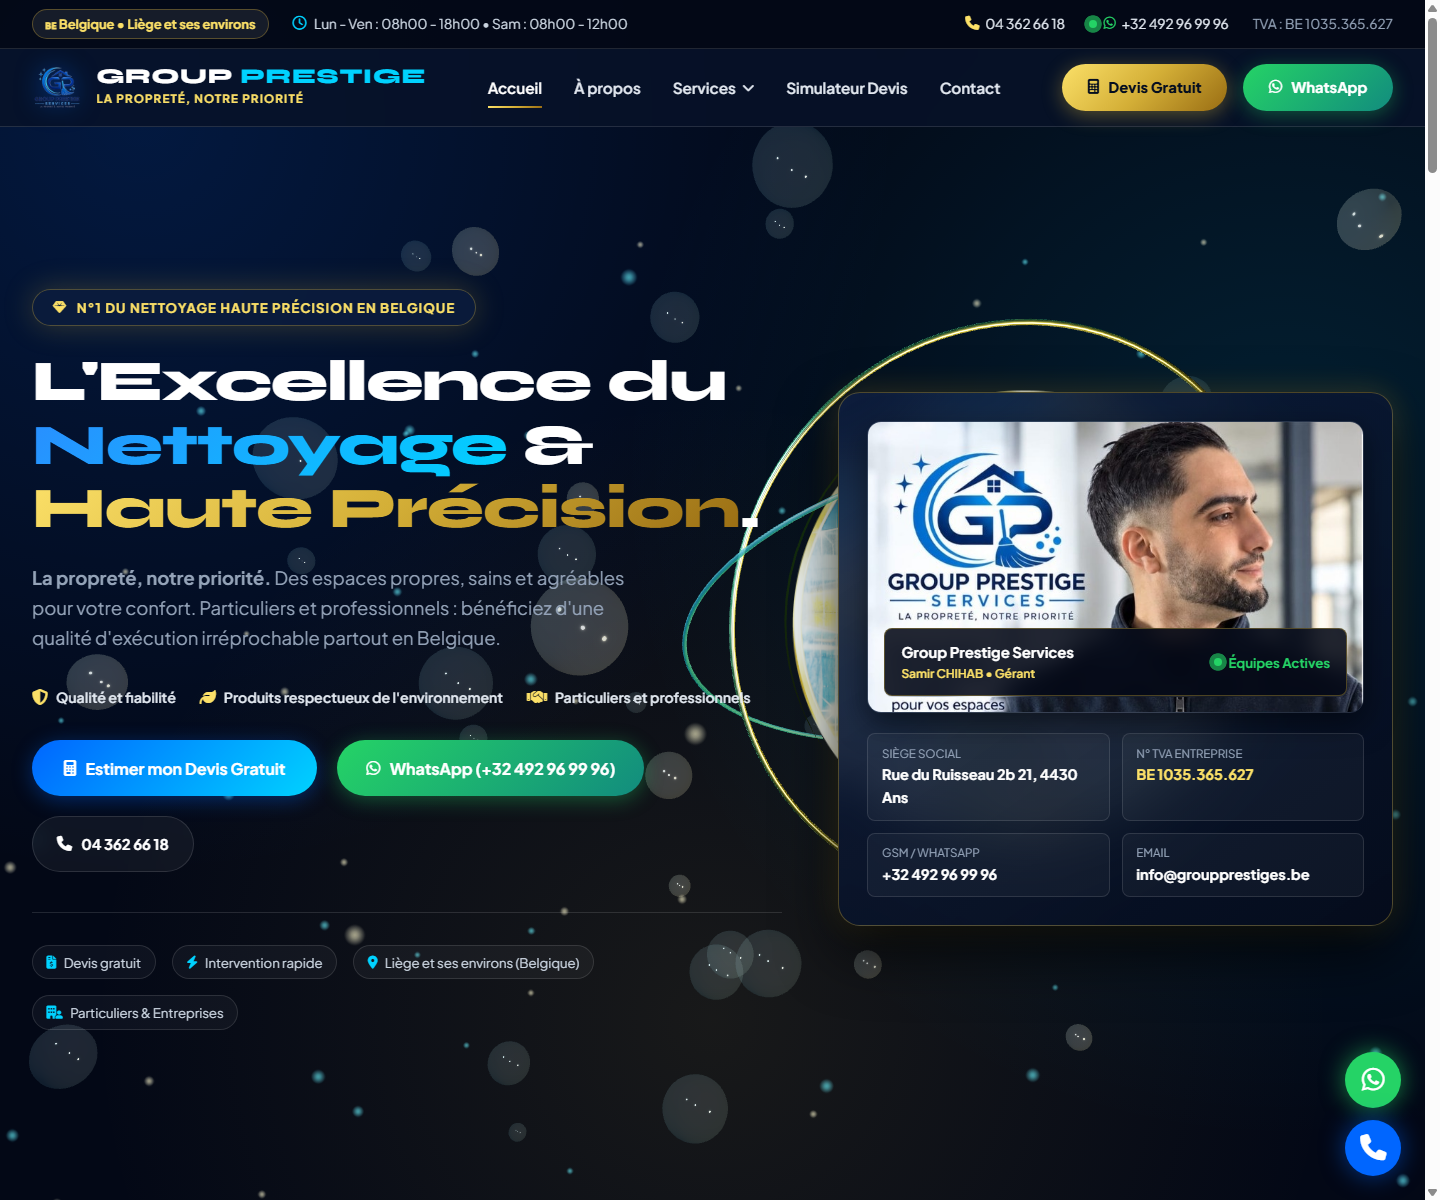 BE Belgique • Liège et ses environs
Lun - Ven : 08h00 - 18h00 • Sam : 08h00 - 12h00
04 362 66 18
+32 492 96 99 96
TVA : BE 1035.365.627
GROUP PRESTIGE
LA PROPRETÉ, NOTRE PRIORITÉ
Accueil
À propos
Services
Simulateur Devis
Contact
Devis Gratuit
WhatsApp
N°1 DU NETTOYAGE HAUTE PRÉCISION EN BELGIQUE
L'Excellence du
Nettoyage &
Haute Précision.
La propreté, notre priorité. Des espaces propres, sains et agréables
pour votre confort. Particuliers et professionnels : bénéficiez d'une
qualité d'exécution irréprochable partout en Belgique.
Qualité et fiabilité
Produits respectueux de l'environnement
Particuliers et professionnels
Estimer mon Devis Gratuit
WhatsApp (+32 492 96 99 96)
04 362 66 18
Devis gratuit
Intervention rapide
Liège et ses environs (Belgique)
Particuliers & Entreprises
GP
GROUP PRESTIGE
SERVICES
LA PROPRETÉ, NOTRE PRIORITÉ
Group Prestige Services
Samir CHIHAB • Gérant
Équipes Actives
pour vos espaces
SIÈGE SOCIAL
Rue du Ruisseau 2b 21, 4430
Ans
N° TVA ENTREPRISE
BE 1035.365.627
GSM / WHATSAPP
+32 492 96 99 96
EMAIL
info@groupprestiges.be